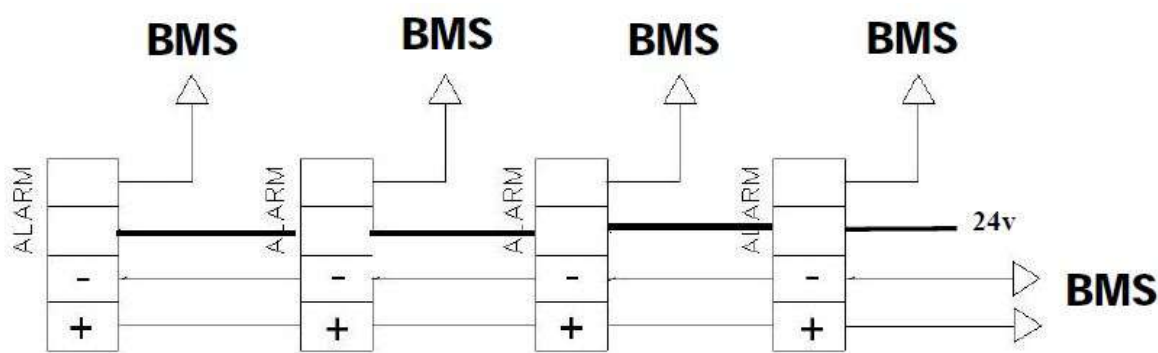 BMS BMS BMS BMS
ALARM ALARM ALARM ALARM
24v
- - - -
BMS
+ + + +